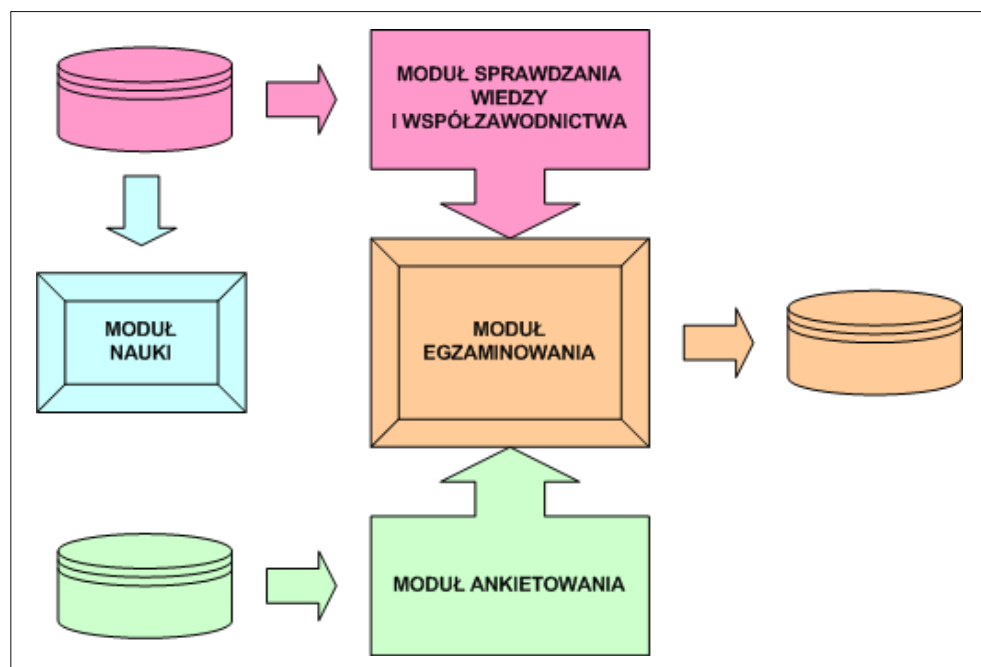 MODUŁ SPRAWDZANIA
WIEDZY
I WSPÓŁZAWODNICTWA
MODUŁ
NAUKI
MODUŁ
EGZAMINOWANIA
MODUŁ ANKIETOWANIA